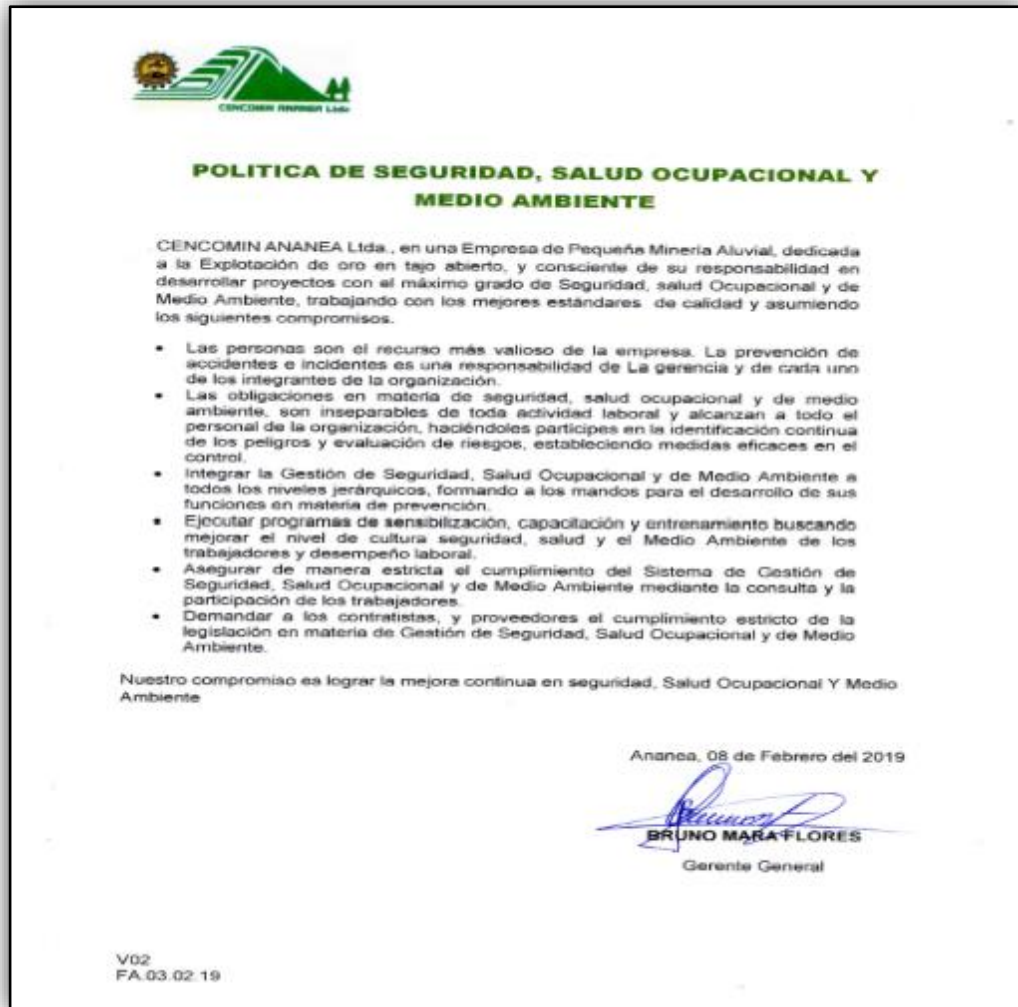 CENCOMIN ANANEA Ltda
POLITICA DE SEGURIDAD, SALUD OCUPACIONAL Y
MEDIO AMBIENTE
CENCOMIN ANANEA Ltda., en una Empresa de Pequeña Minería Aluvial, dedicada
a la Explotación de oro en tajo abierto, y consciente de su responsabilidad en
desarrollar proyectos con el máximo grado de Seguridad, salud Ocupacional y de
Medio Ambiente, trabajando con los mejores estándares de calidad y asumiendo
los siguientes compromisos.
• Las personas son el recurso más valioso de la empresa. La prevención de
accidentes e incidentes es una responsabilidad de La gerencia y de cada uno
de los integrantes de la organización.
• Las obligaciones en materia de seguridad, salud ocupacional y de medio
ambiente, son inseparables de toda actividad laboral y alcanzan a todo el
personal de la organización, haciéndoles participes en la identificación continua
de los peligros y evaluación de riesgos, estableciendo medidas eficaces en el
control.
• Integrar la Gestión de Seguridad, Salud Ocupacional y de Medio Ambiente a
todos los niveles jerárquicos, formando a los mandos para el desarrollo de sus
funciones en materia de prevención.
• Ejecutar programas de sensibilización, capacitación y entrenamiento buscando
mejorar el nivel de cultura seguridad, salud y el Medio Ambiente de los
trabajadores y desempeño laboral.
• Asegurar de manera estricta el cumplimiento del Sistema de Gestión de
Seguridad, Salud Ocupacional y de Medio Ambiente mediante la consulta y la
participación de los trabajadores.
• Demandar a los contratistas, y proveedores el cumplimiento estricto de la
legislación en materia de Gestión de Seguridad, Salud Ocupacional y de Medio
Ambiente.
Nuestro compromiso es lograr la mejora continua en seguridad, Salud Ocupacional Y Medio
Ambiente
Ananea, 08 de Febrero del 2019
BRUNO MARA FLORES
Gerente General
V02
FA.03.02.19